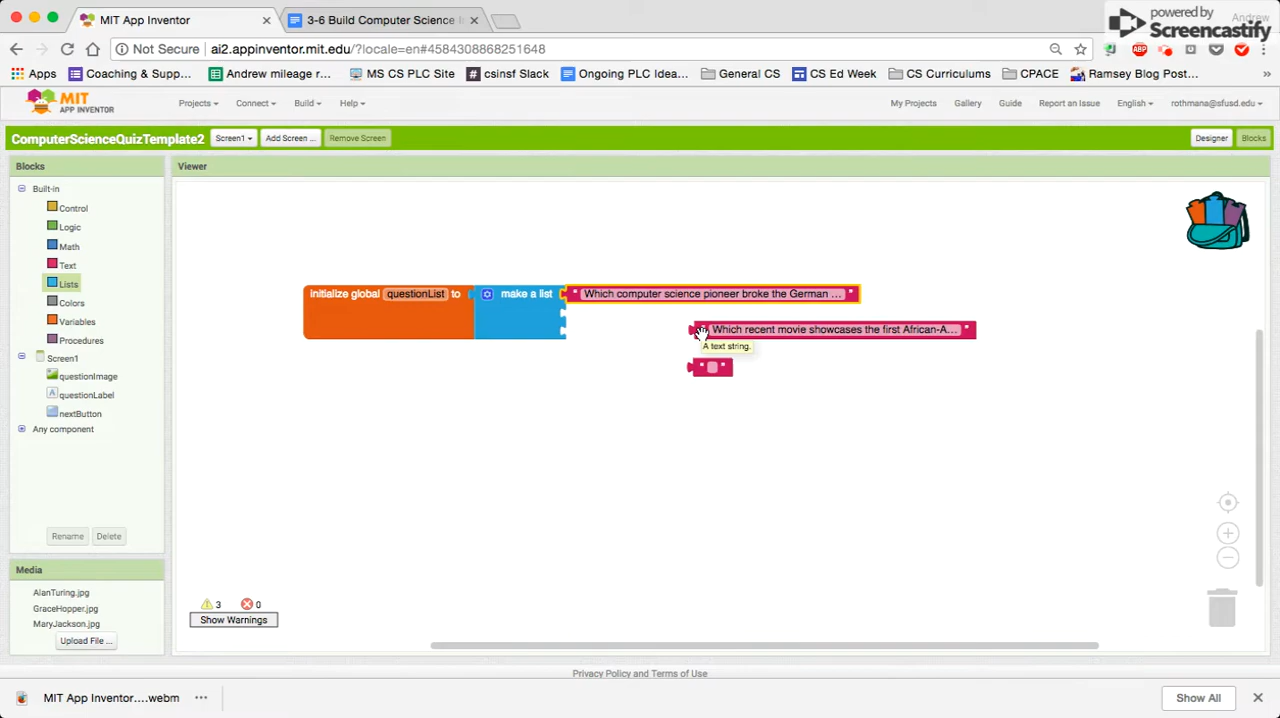 MIT App Inventor
3-6 Build Computer Science
powered by
Screencastify
Not Secure
ai2.appinventor.mit.edu/?locale=en#4584308868251648
Apps
Coaching & Supp...
Andrew mileage r...
MS CS PLC Site
csinsf Slack
Ongoing PLC Idea...
General CS
CS Ed Week
CS Curriculums
CPACE
Ramsey Blog Post...
»
MIT
APP INVENTOR
Projects
Connect
Build
Help
My Projects
Gallery
Guide
Report an Issue
English
rothmana@sfusd.edu
ComputerScienceQuizTemplate2
Screen1
Add Screen ...
Remove Screen
Designer
Blocks
Blocks
Viewer
Built-in
Control
Logic
Math
Text
Lists
Colors
Variables
Procedures
Screen1
questionImage
questionLabel
nextButton
Any component
Rename
Delete
Media
AlanTuring.jpg
GraceHopper.jpg
MaryJackson.jpg
Upload File ...
initialize global questionList to
make a list
" Which computer science pioneer broke the German ... "
Which recent movie showcases the first African-A... "
A text string.
" "
3
0
Show Warnings
Privacy Policy and Terms of Use
MIT App Inventor....webm
Show All